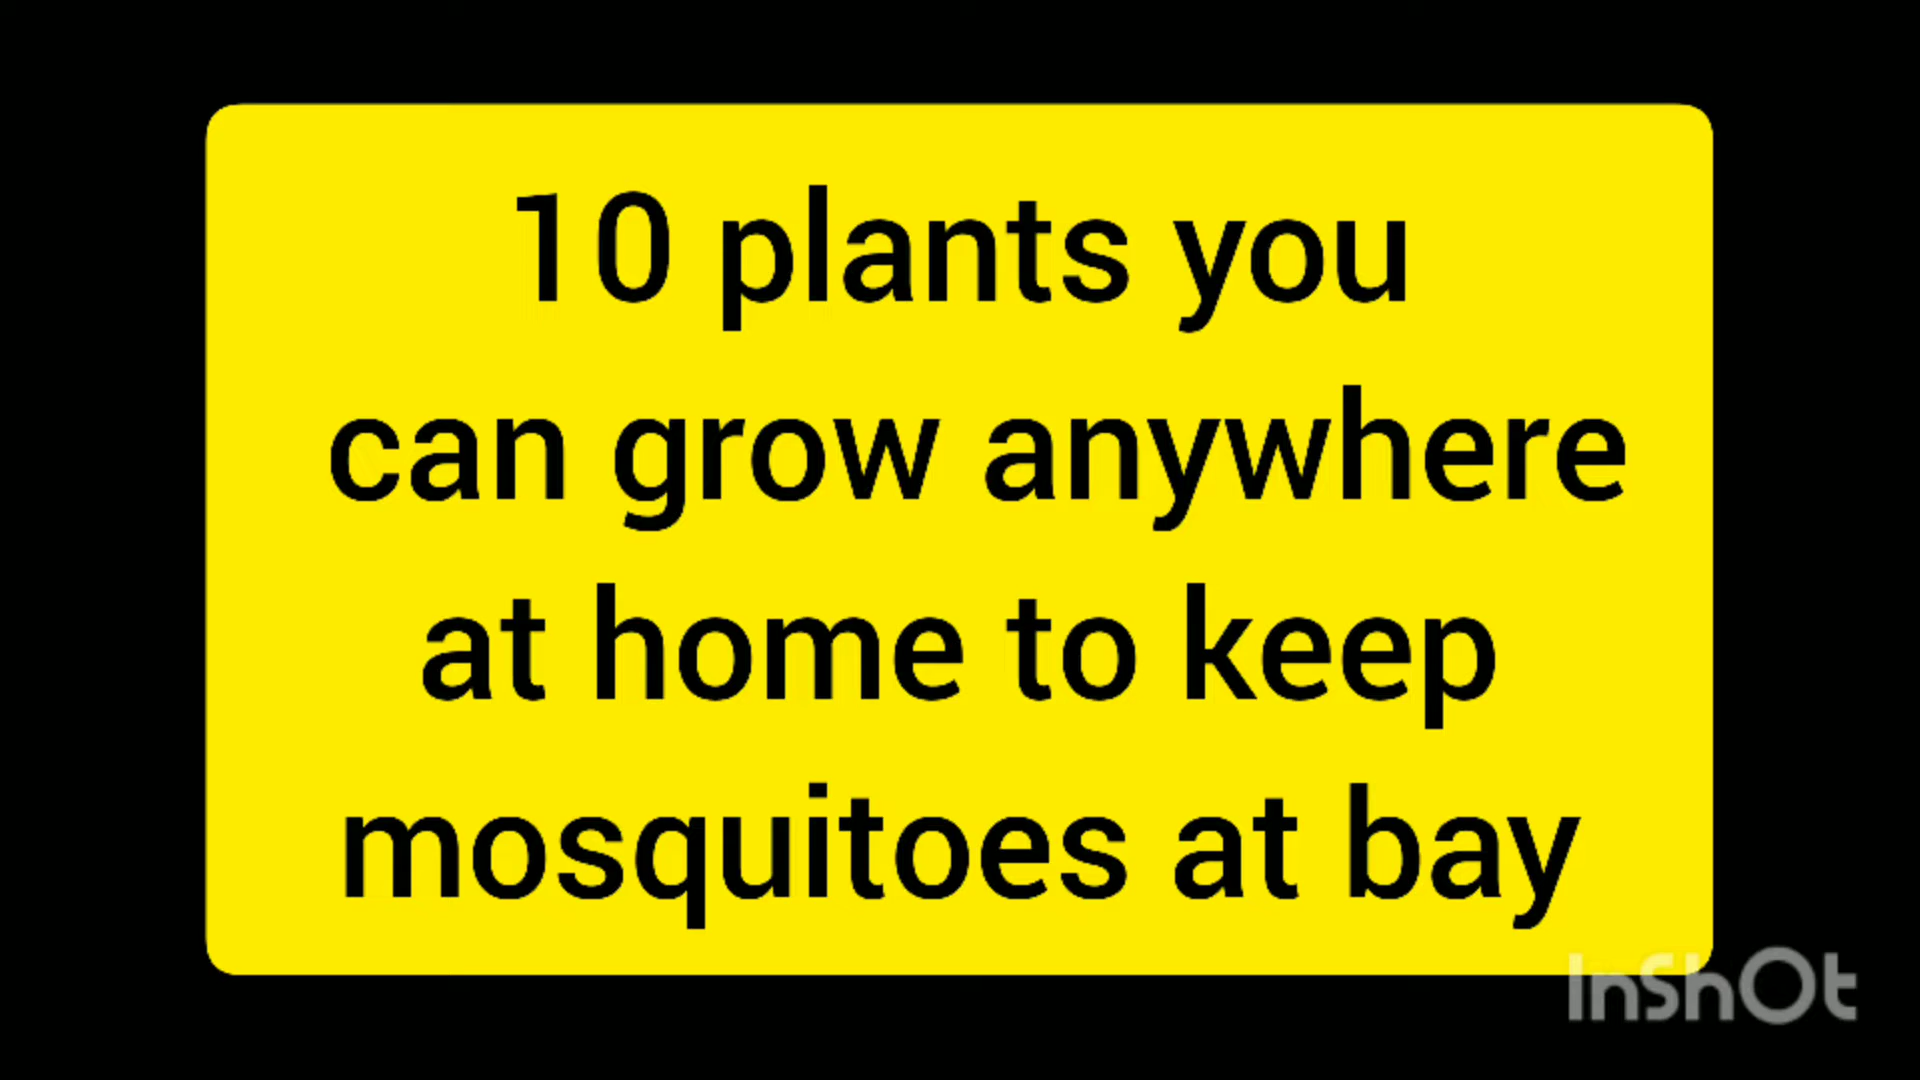 10 plants you
can grow anywhere
at home to keep
mosquitoes at bay
InShOt